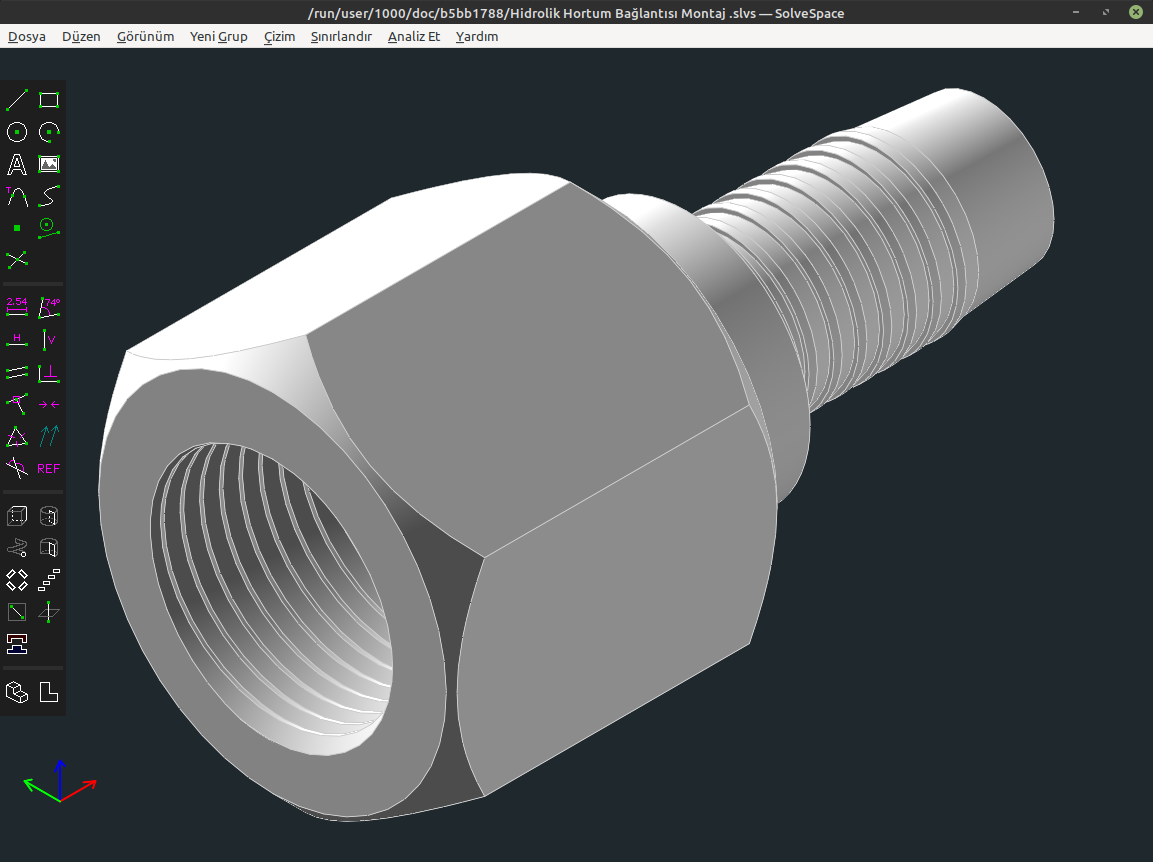 /run/user/1000/doc/b5bb1788/Hidrolik Hortum Bağlantısı Montaj .slvs — SolveSpace
Dosya Düzen Görünüm Yeni Grup Çizim Sınırlandır Analiz Et Yardım
A
T
2.54 74°
H V
REF